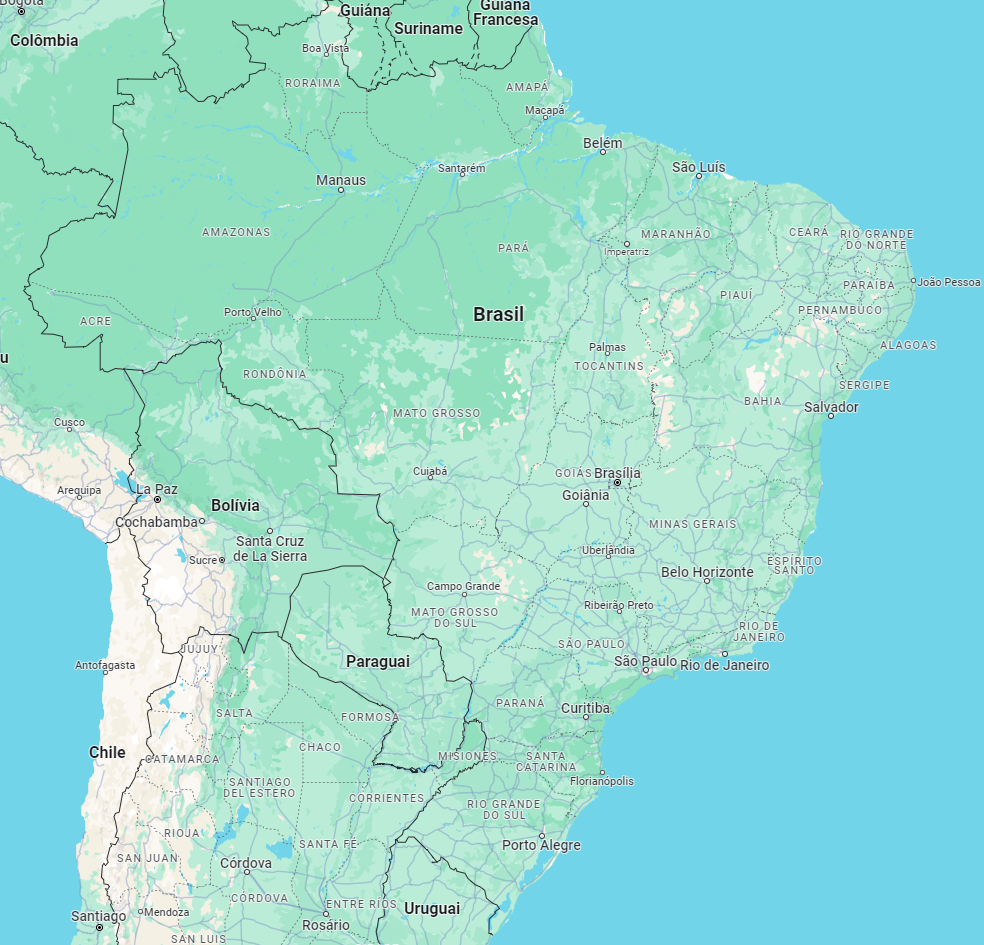 Bogotá
Colômbia
Guiana
Suriname
Guiana
Francesa
Boa Vista
RORAIMA
AMAPÁ
Macapá
Belém
São Luís
Santarém
Manaus
AMAZONAS
PARÁ
MARANHÃO
Imperatriz
CEARÁ
RIO GRANDE
DO NORTE
João Pessoa
PARAÍBA
PIAUÍ
PERNAMBUCO
Brasil
Porto Velho
ACRE
ALAGOAS
Palmas
TOCANTINS
u
RONDÔNIA
SERGIPE
BAHIA
Salvador
MATO GROSSO
Cusco
Cuiabá
GOIÁS
Brasília
Goiânia
Arequipa
La Paz
Bolívia
Cochabamba
MINAS GERAIS
Santa Cruz
de La Sierra
Sucre
Uberlândia
Belo Horizonte
ESPÍRITO
SANTO
Campo Grande
MATO GROSSO
DO SUL
Ribeirão Preto
RIO DE
JANEIRO
SÃO PAULO
São Paulo
Rio de Janeiro
JUJUY
Antofagasta
Paraguai
PARANÁ
Curitiba
SALTA
FORMOSA
Chile
CATAMARCA
CHACO
MISIONES
SANTA
CATARINA
Florianópolis
SANTIAGO
DEL ESTERO
CORRIENTES
RIO GRANDE
DO SUL
RIOJA
SANTA FÉ
Porto Alegre
SAN JUAN
Córdova
CÓRDOVA
ENTRE RIOS
Uruguai
Santiago
Mendoza
Rosário
SAN LUIS